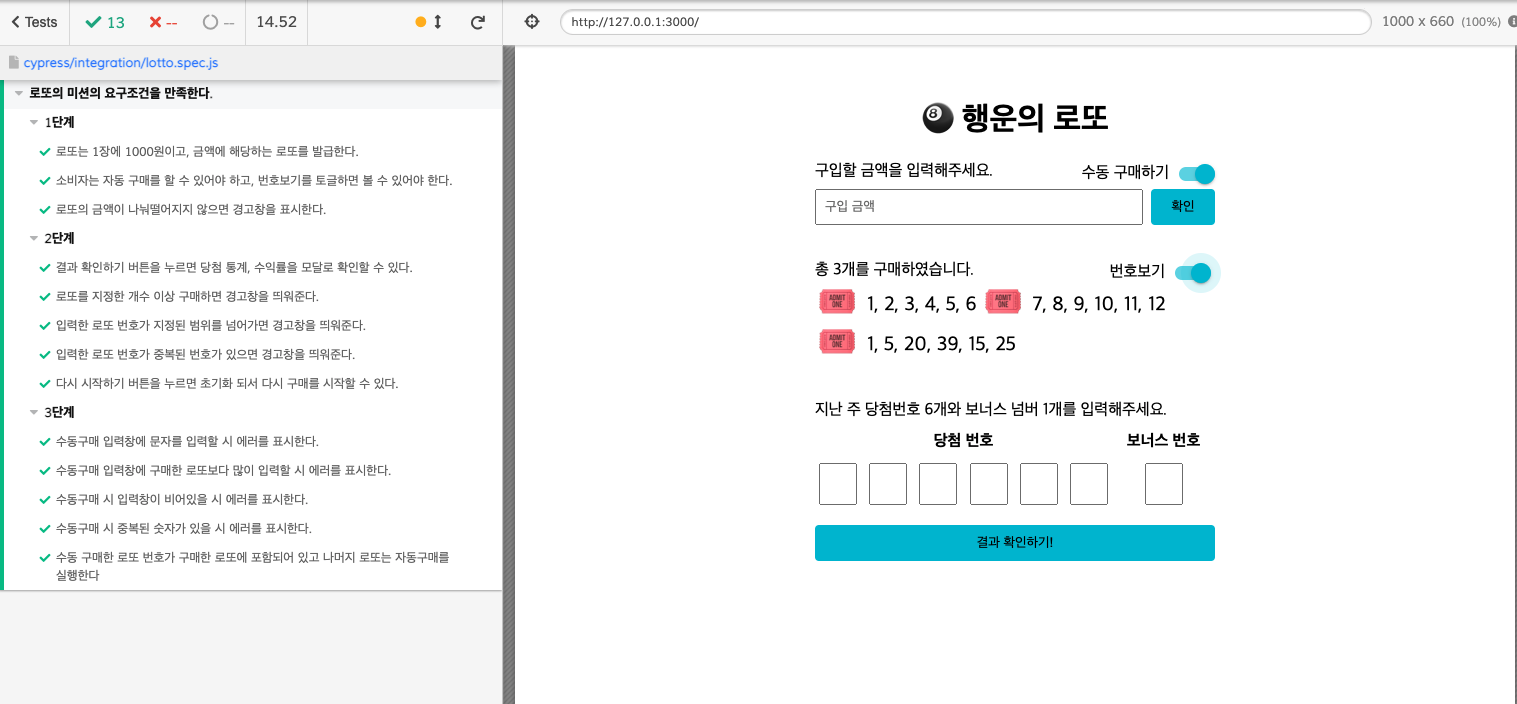 Tests
13
--
--
14.52
http://127.0.0.1:3000/
1000 x 660 (100%)
cypress/integration/lotto.spec.js
로또의 미션의 요구조건을 만족한다.
1단계
로또는 1장에 1000원이고, 금액에 해당하는 로또를 발급한다.
소비자는 자동 구매를 할 수 있어야 하고, 번호보기를 토글하면 볼 수 있어야 한다.
로또의 금액이 나눠떨어지지 않으면 경고창을 표시한다.
2단계
결과 확인하기 버튼을 누르면 당첨 통계, 수익률을 모달로 확인할 수 있다.
로또를 지정한 개수 이상 구매하면 경고창을 띄워준다.
입력한 로또 번호가 지정된 범위를 넘어가면 경고창을 띄워준다.
입력한 로또 번호가 중복된 번호가 있으면 경고창을 띄워준다.
다시 시작하기 버튼을 누르면 초기화 되서 다시 구매를 시작할 수 있다.
3단계
수동구매 입력창에 문자를 입력할 시 에러를 표시한다.
수동구매 입력창에 구매한 로또보다 많이 입력할 시 에러를 표시한다.
수동구매 시 입력창이 비어있을 시 에러를 표시한다.
수동구매 시 중복된 숫자가 있을 시 에러를 표시한다.
수동 구매한 로또 번호가 구매한 로또에 포함되어 있고 나머지 로또는 자동구매를
실행한다
8 행운의 로또
구입할 금액을 입력해주세요.
수동 구매하기
구입 금액
확인
총 3개를 구매하였습니다.
번호보기
ADMIT ONE 1, 2, 3, 4, 5, 6 ADMIT ONE 7, 8, 9, 10, 11, 12
ADMIT ONE 1, 5, 20, 39, 15, 25
지난 주 당첨번호 6개와 보너스 넘버 1개를 입력해주세요.
당첨 번호
보너스 번호
결과 확인하기!